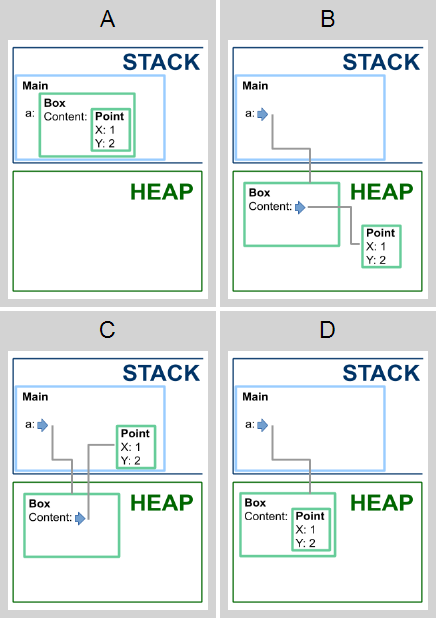 A
STACK
Main
a:
Box
Content:
Point
X: 1
Y: 2
HEAP
B
STACK
Main
a:
HEAP
Box
Content:
Point
X: 1
Y: 2
C
STACK
Main
a:
Point
X: 1
Y: 2
HEAP
Box
Content:
D
STACK
Main
a:
HEAP
Box
Content:
Point
X: 1
Y: 2